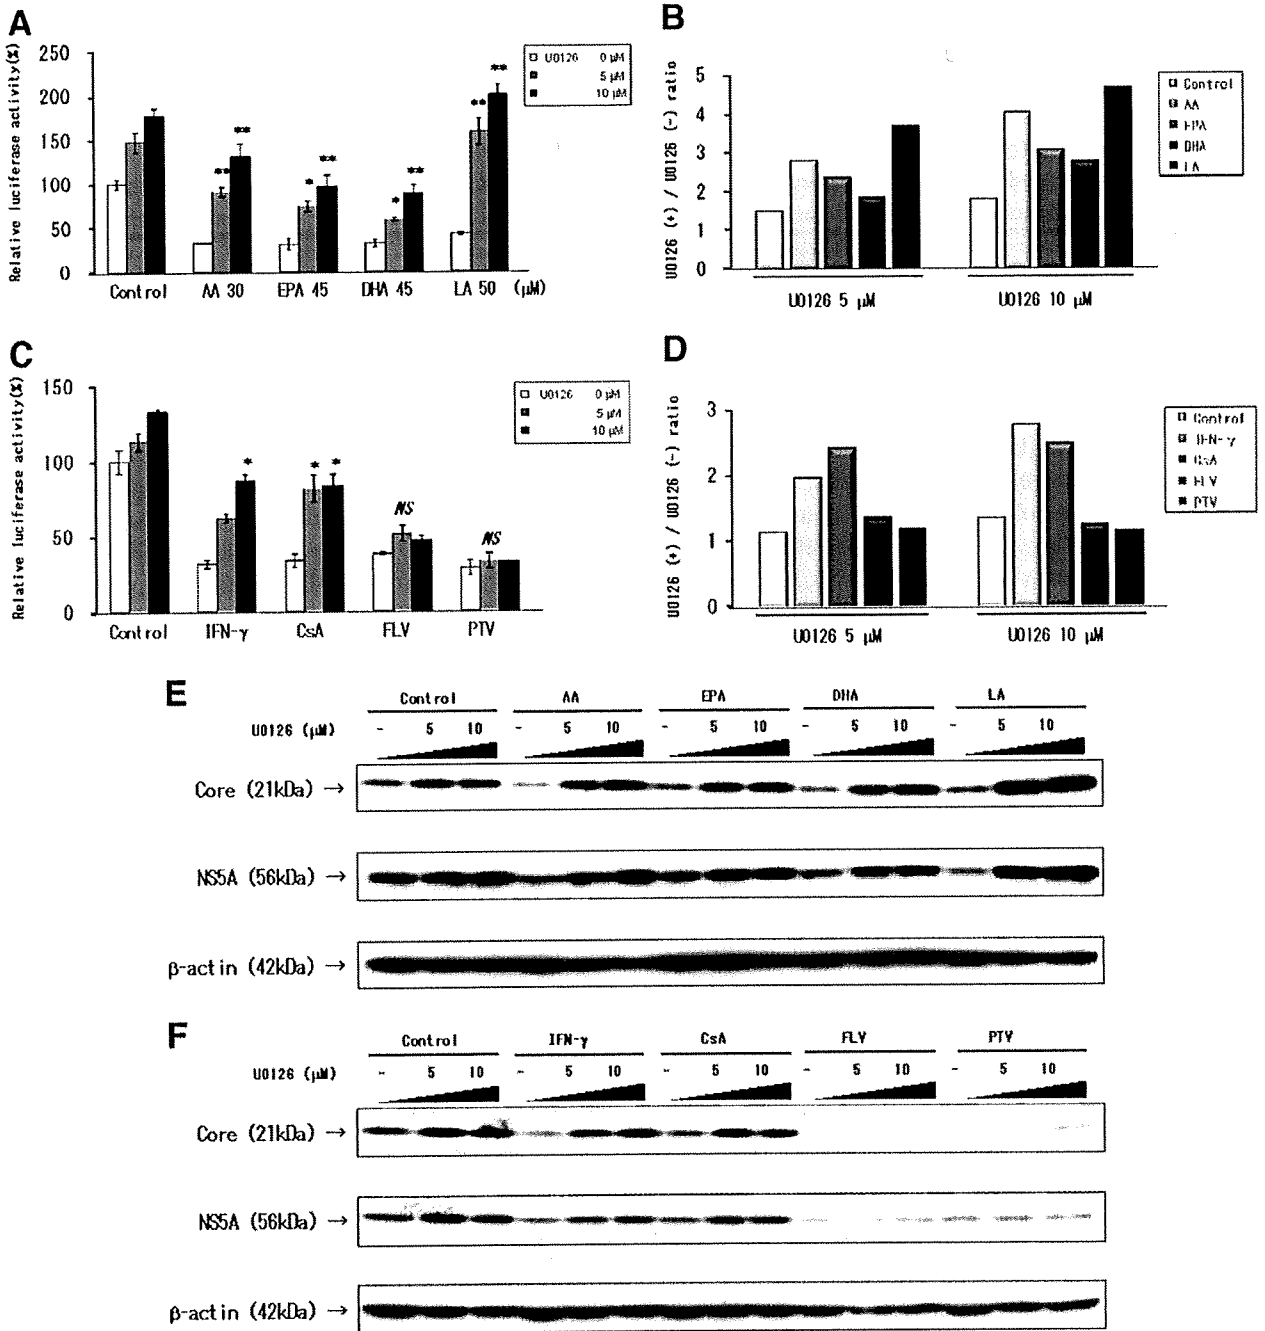 A
Relative luciferase activity(%)
250
200
150
100
50
0
U0126 0 μM
5 μM
10 μM
** ** * ** * ** ** **
Control AA 30 EPA 45 DHA 45 LA 50 (μM)
B
U0126 (+) / U0126 (-) ratio
5
4
3
2
1
0
Control
AA
EPA
DHA
LA
U0126 5 μM U0126 10 μM
C
Relative luciferase activity(%)
150
100
50
0
U0126 0 μM
5 μM
10 μM
* * * NS NS
Control IFN-γ CsA FLV PTV
D
U0126 (+) / U0126 (-) ratio
3
2
1
0
Control
IFN-γ
CsA
FLV
PTV
U0126 5 μM U0126 10 μM
E
Control AA EPA DHA LA
U0126 (μM) - 5 10 - 5 10 - 5 10 - 5 10 - 5 10
Core (21kDa) →
NS5A (56kDa) →
β-actin (42kDa) →
F
Control IFN-γ CsA FLV PTV
U0126 (μM) - 5 10 - 5 10 - 5 10 - 5 10 - 5 10
Core (21kDa) →
NS5A (56kDa) →
β-actin (42kDa) →